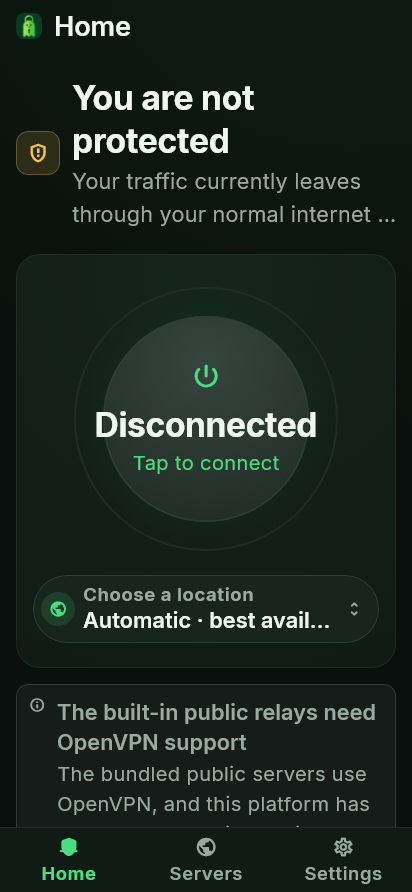 Home
You are not
protected
Your traffic currently leaves
through your normal internet ...
Disconnected
Tap to connect
Choose a location
Automatic · best avail...
The built-in public relays need
OpenVPN support
The bundled public servers use
OpenVPN, and this platform has
Home
Servers
Settings